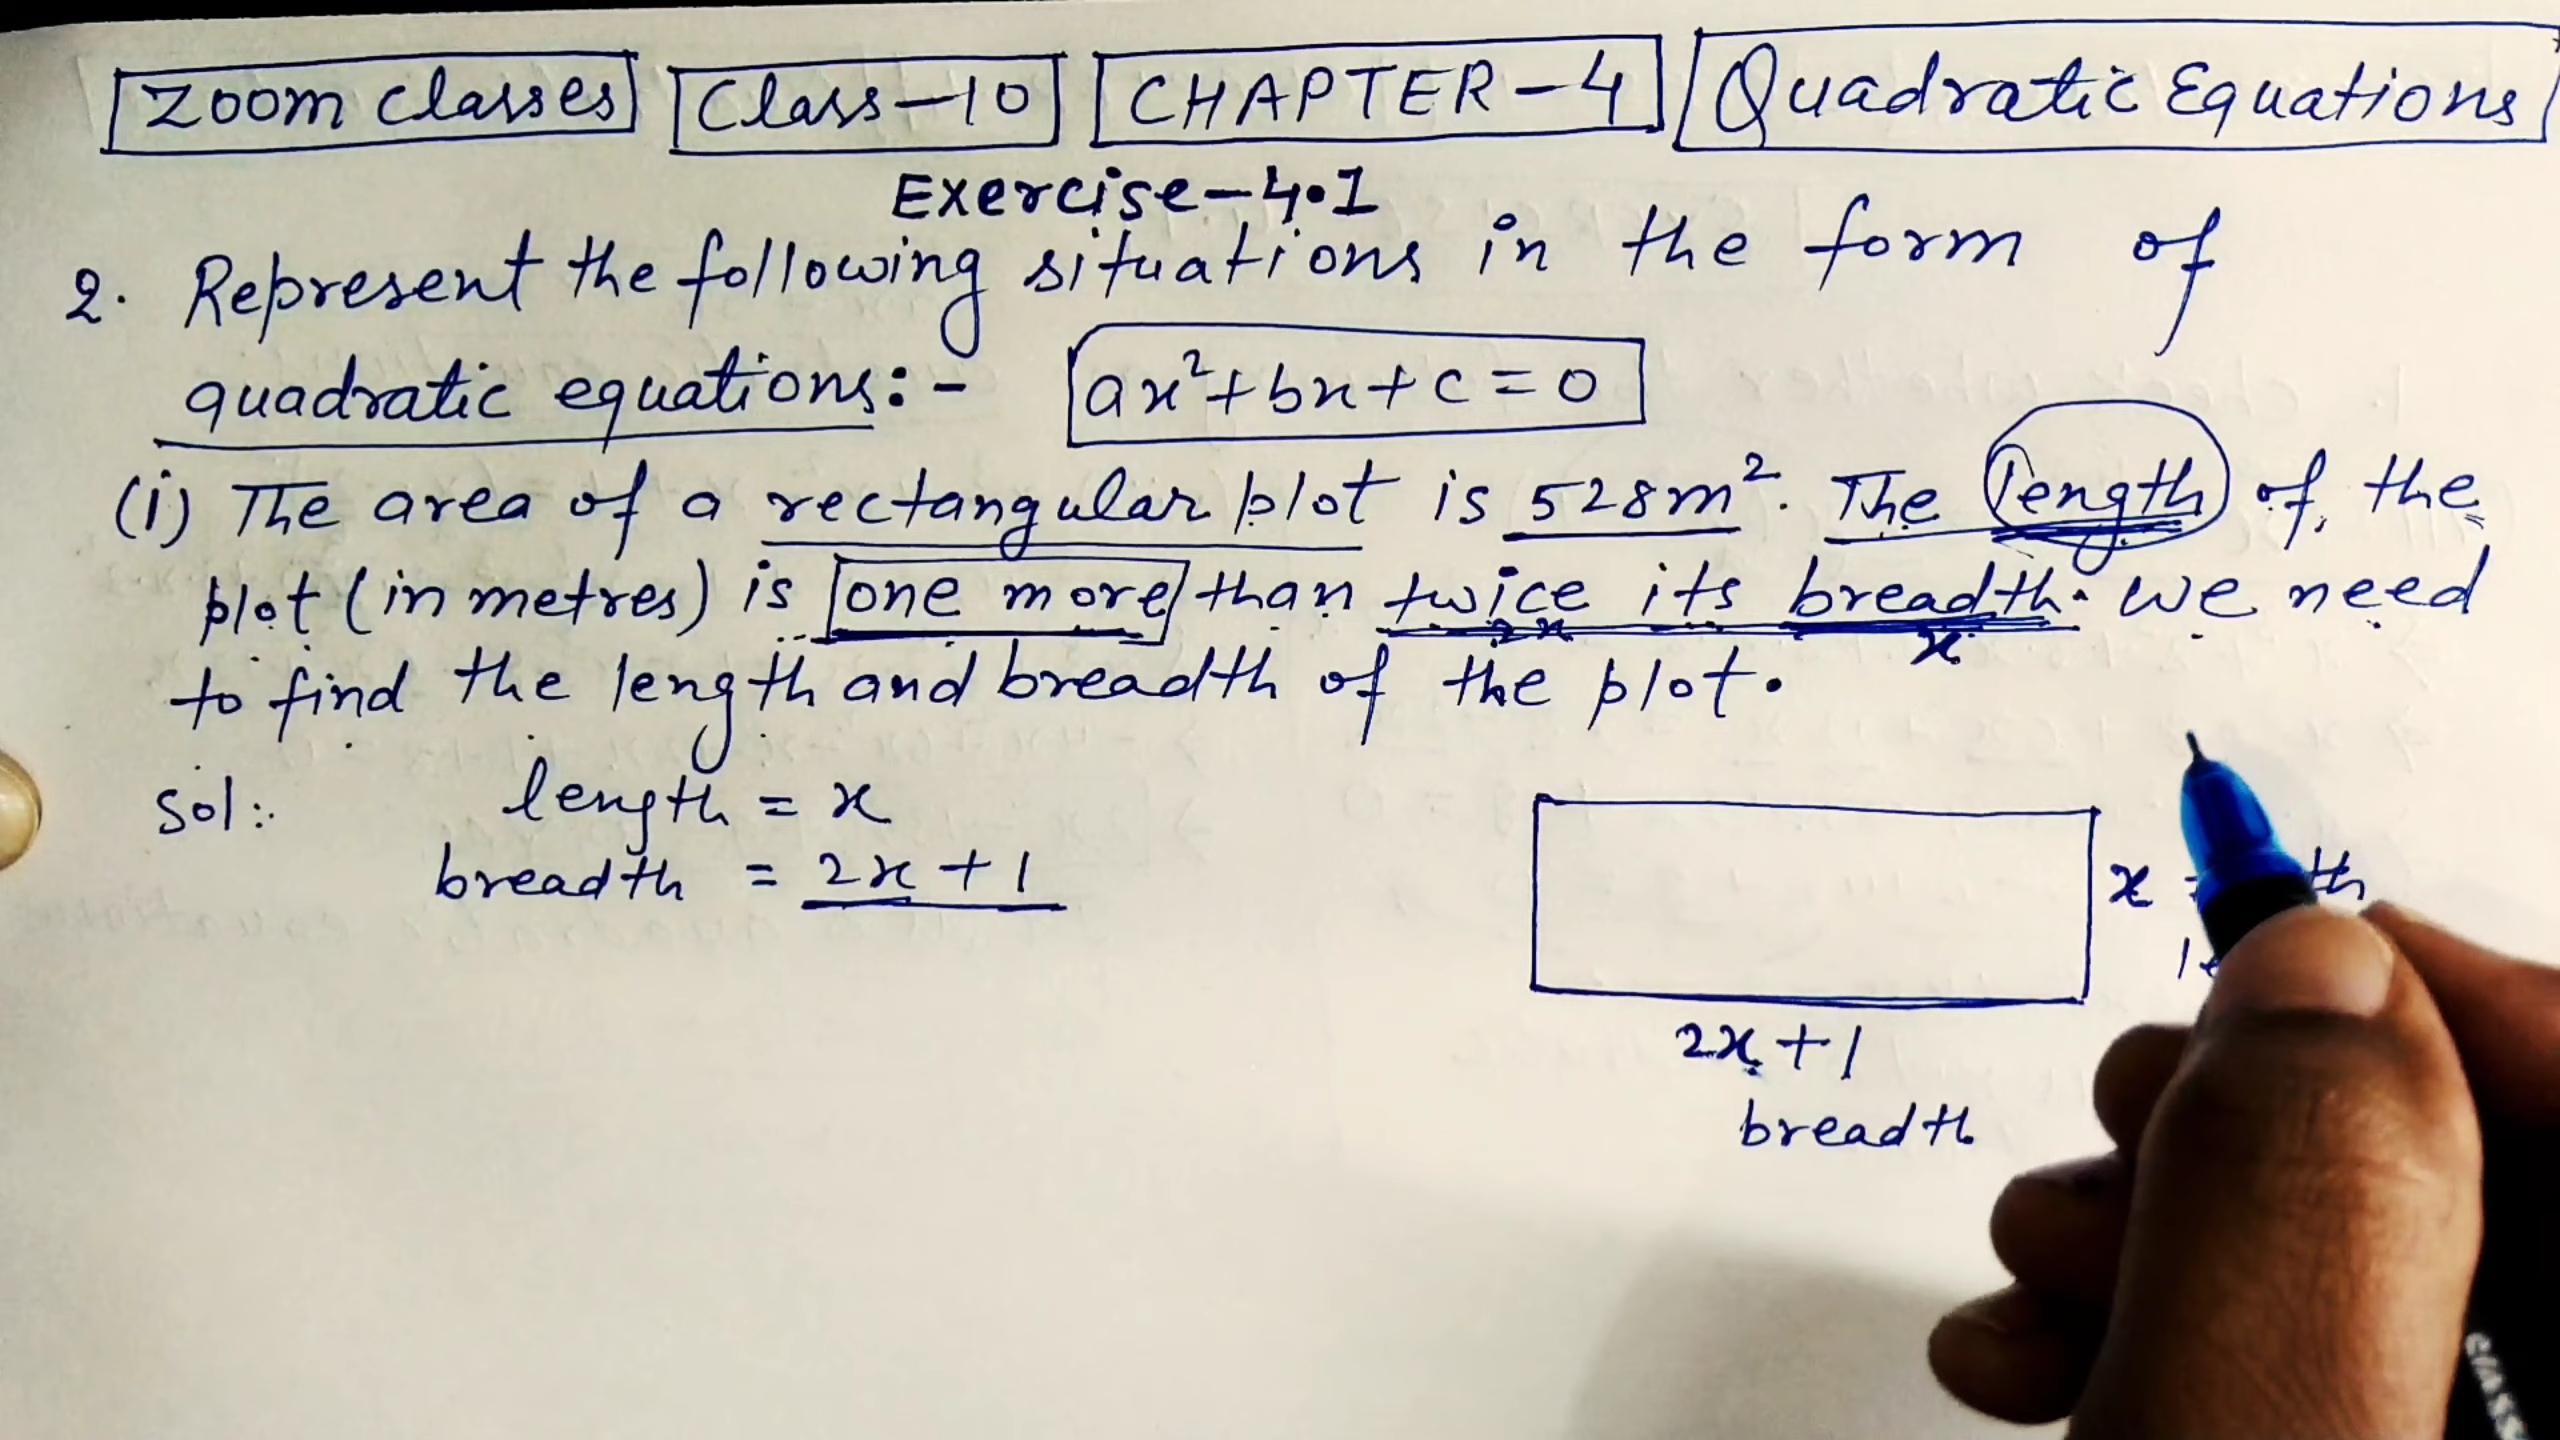 Zoom Classes Class-10 CHAPTER-4 Quadratic Equations
Exercise-4.1
2. Represent the following situations in the form of
quadratic equations:- ax²+bx+c=0
(i) The area of a rectangular plot is 528m². The length of the
plot (in metres) is one more than twice its breadth. We need
2x x
to find the length and breadth of the plot.
Sol:. length = x
breadth = 2x+1
x
2x+1
breadth